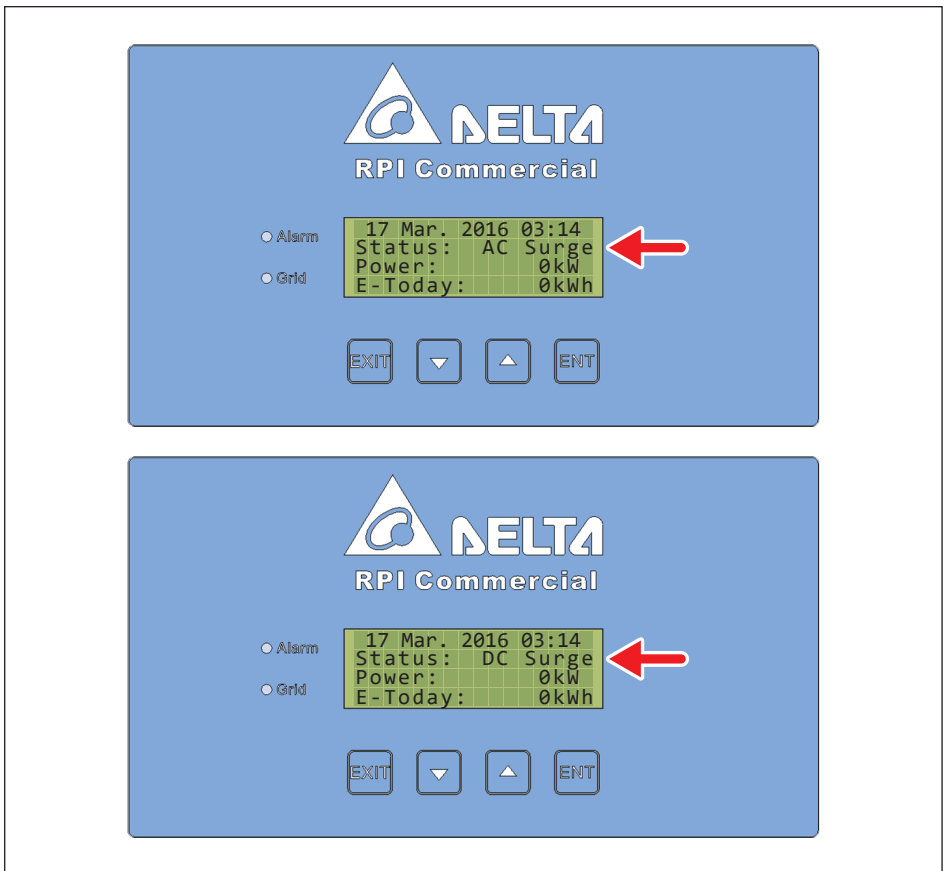 DELTA
RPI Commercial
Alarm
Grid
17 Mar. 2016 03:14
Status: AC Surge
Power: 0kW
E-Today: 0kWh
EXIT ENT
DELTA
RPI Commercial
Alarm
Grid
17 Mar. 2016 03:14
Status: DC Surge
Power: 0kW
E-Today: 0kWh
EXIT ENT